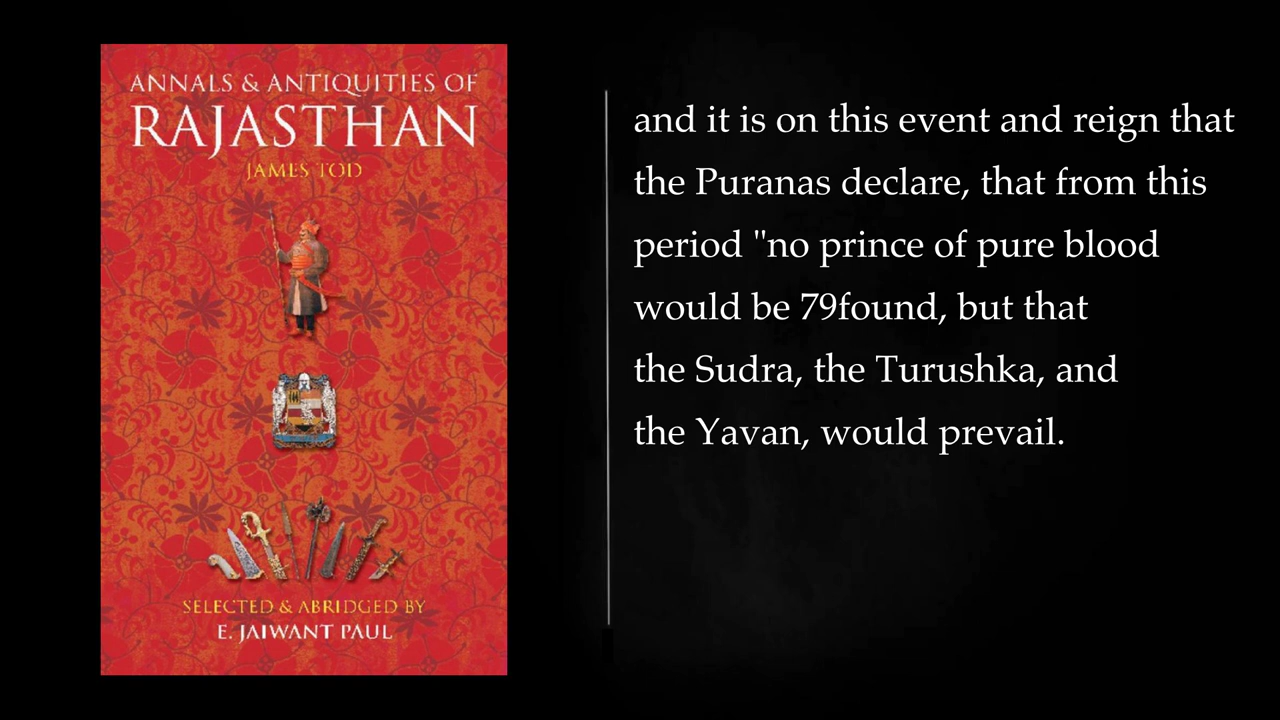 ANNALS & ANTIQUITIES OF
RAJASTHAN
JAMES TOD
SELECTED & ABRIDGED BY
E. JAIWANT PAUL
and it is on this event and reign that
the Puranas declare, that from this
period "no prince of pure blood
would be 79found, but that
the Sudra, the Turushka, and
the Yavan, would prevail.